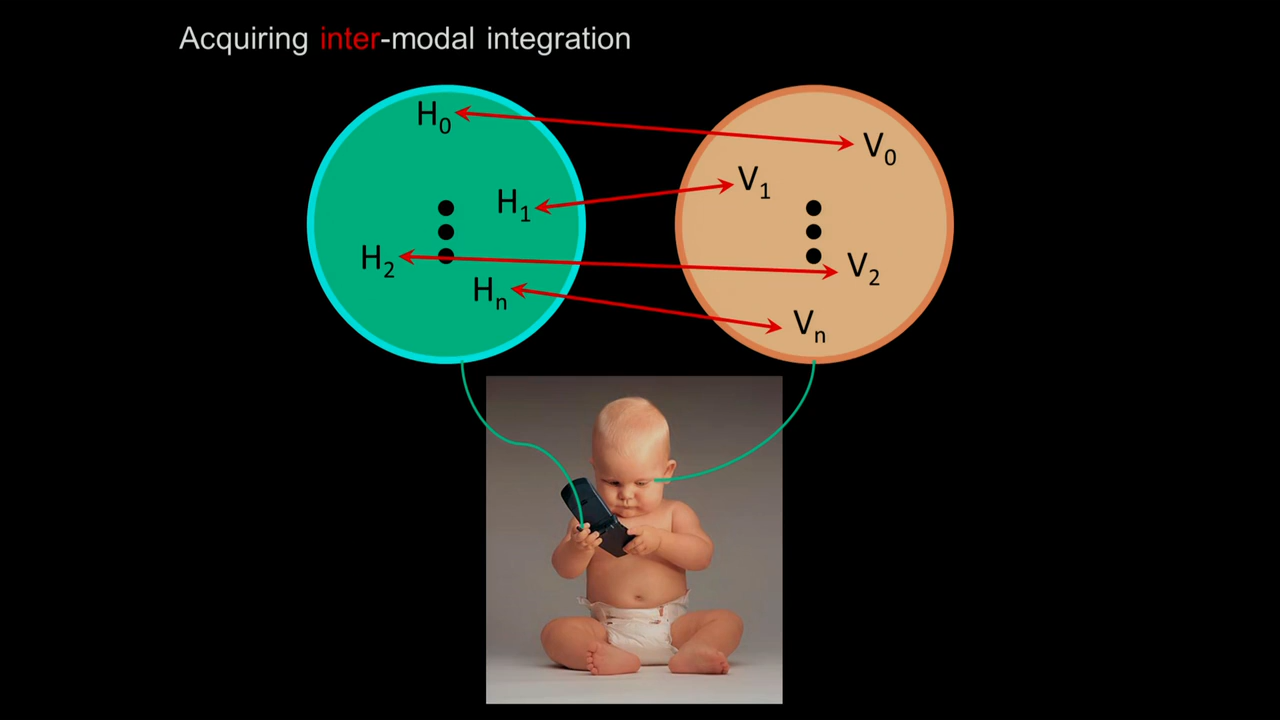 Acquiring inter-modal integration
H₀
V₀
V₁
H₁
H₂
V₂
Hₙ
Vₙ